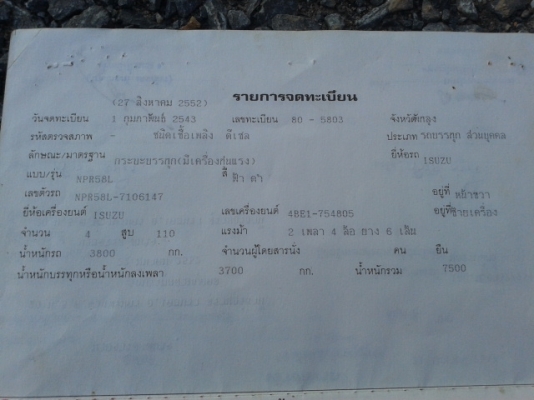 (27 สิงหาคม 2552) รายการจดทะเบียน
วันจดทะเบียน 1 กุมภาพันธ์ 2543 เลขทะเบียน 80 - 5803 จังหวัดพัทลุง
รหัสตรวจสภาพ - ชนิดเชื้อเพลิง ดีเซล ประเภท รถบรรทุก ส่วนบุคคล
ลักษณะ/มาตรฐาน กระบะบรรทุก(มีเครื่องทุ่นแรง) ยี่ห้อรถ ISUZU
แบบ/รุ่น NPR58L สี ฟ้า ดำ
เลขตัวรถ NPR58L-7106147 อยู่ที่ หน้าขวา
ยี่ห้อเครื่องยนต์ ISUZU เลขเครื่องยนต์ 4BE1-754805 อยู่ที่ ซ้ายเครื่อง
จำนวน 4 สูบ 110 แรงม้า 2 เพลา 4 ล้อ ยาง 6 เส้น
น้ำหนักรถ 3800 กก. จำนวนผู้โดยสารนั่ง คน ยืน
น้ำหนักบรรทุกหรือน้ำหนักลงเพลา 3700 กก. น้ำหนักรวม 7500